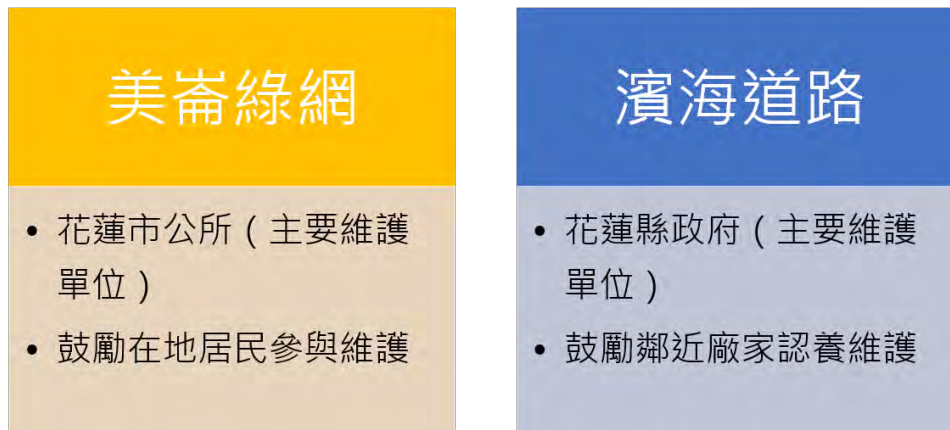 美崙綠網
• 花蓮市公所（主要維護
單位）
• 鼓勵在地居民參與維護
濱海道路
• 花蓮縣政府（主要維護
單位）
• 鼓勵鄰近廠家認養維護